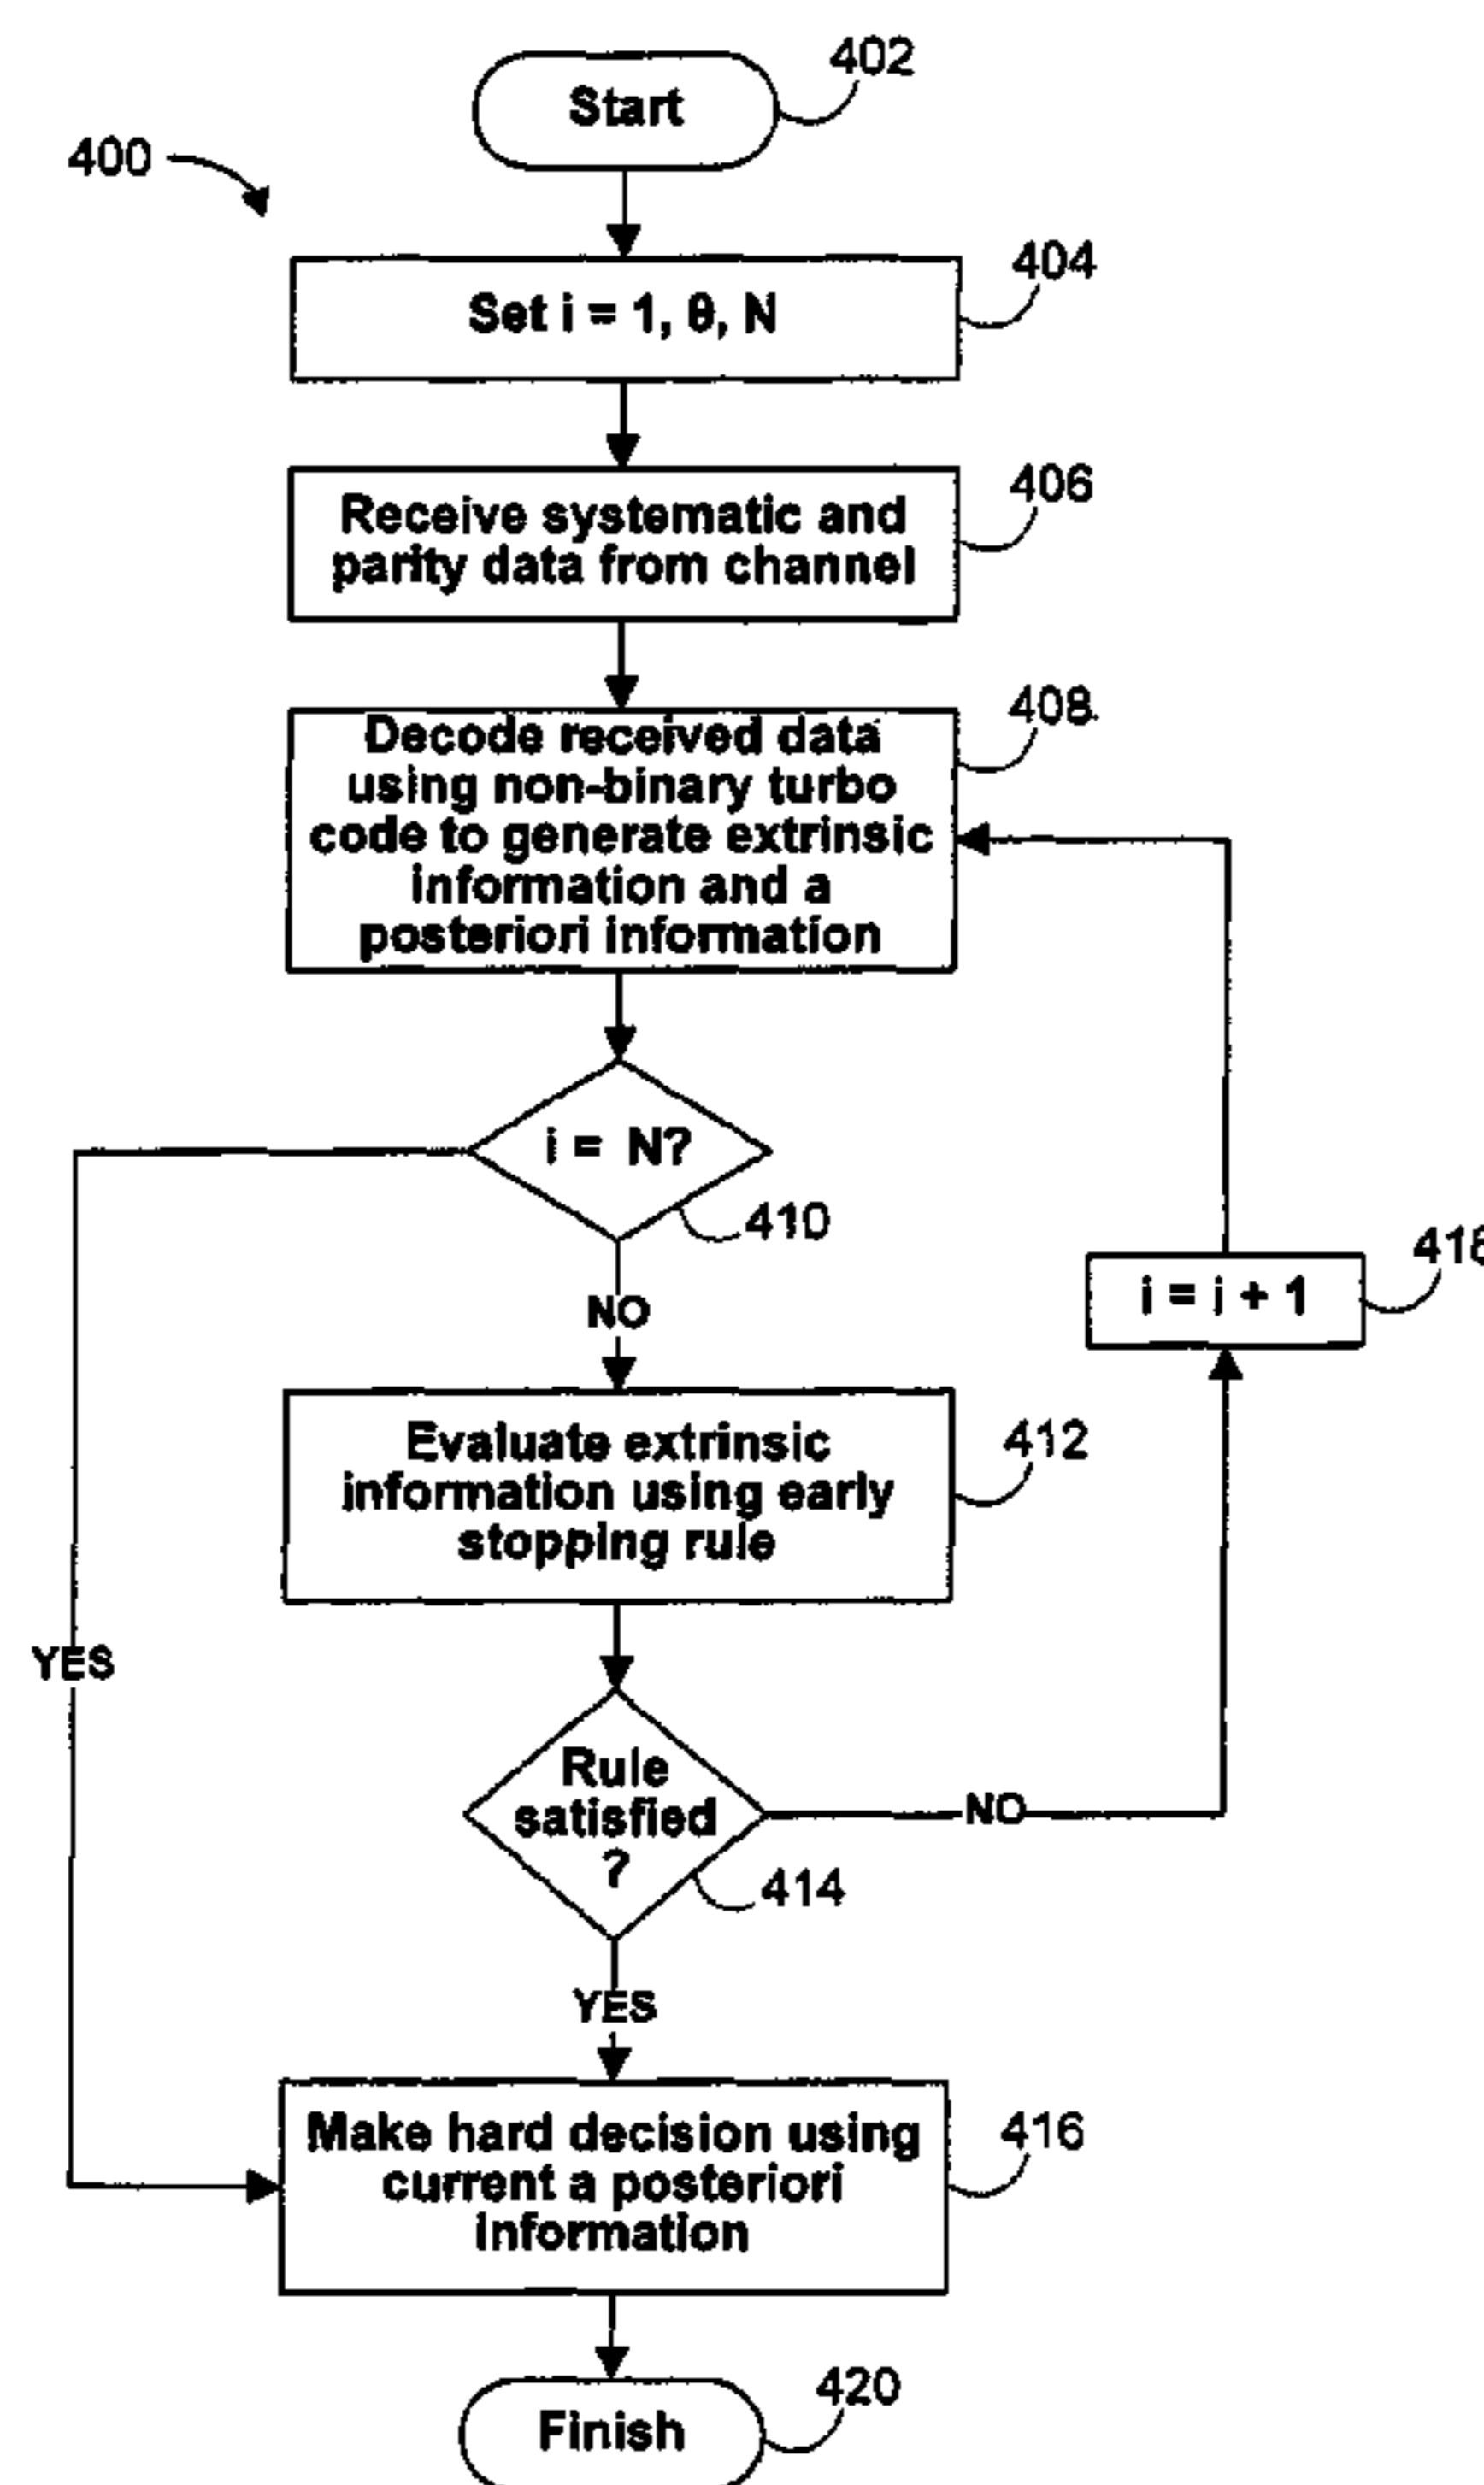 402
Start
400
404
Set i = 1, θ, N
406
Receive systematic and
parity data from channel
408
Decode received data
using non-binary turbo
code to generate extrinsic
information and a
posteriori information
i = N?
410
NO
i = i + 1
412
Evaluate extrinsic
information using early
stopping rule
YES
Rule
satisfied
?
NO
414
YES
416
Make hard decision using
current a posteriori
information
420
Finish